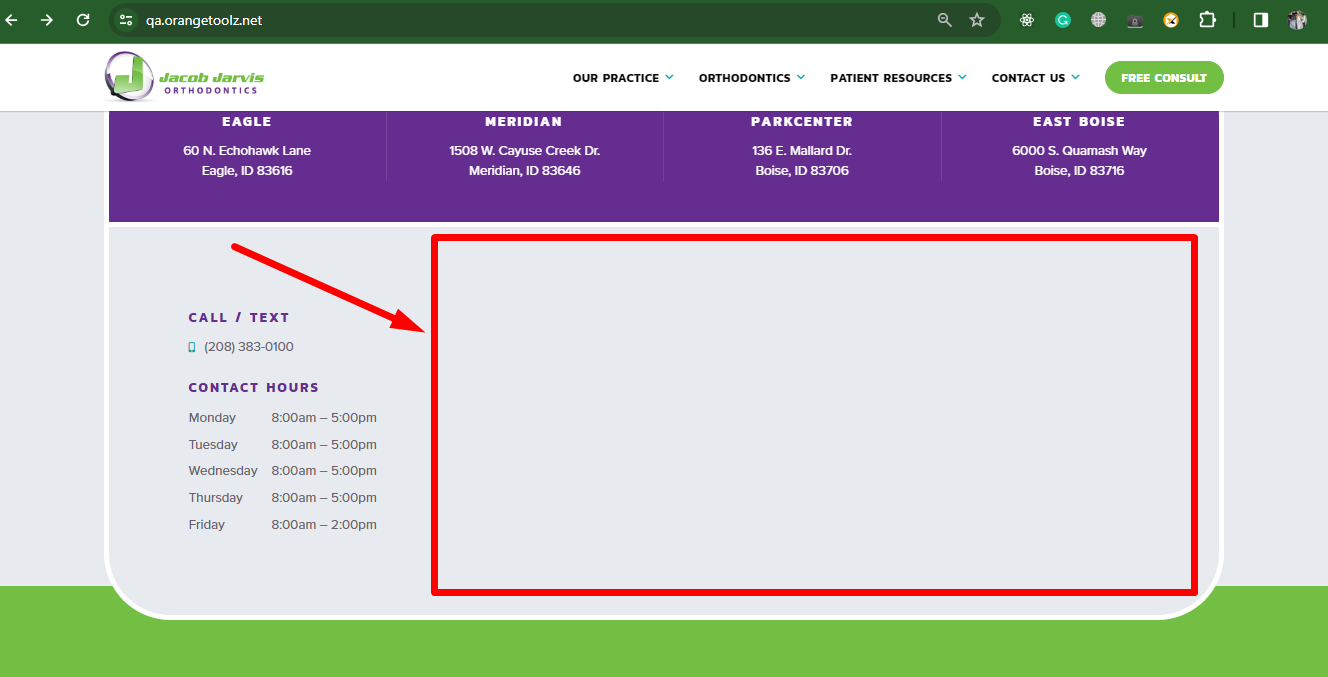 qa.orangetoolz.net
Jacob Jarvis
ORTHODONTICS
OUR PRACTICE
ORTHODONTICS
PATIENT RESOURCES
CONTACT US
FREE CONSULT
EAGLE
60 N. Echohawk Lane
Eagle, ID 83616
MERIDIAN
1508 W. Cayuse Creek Dr.
Meridian, ID 83646
PARKCENTER
136 E. Mallard Dr.
Boise, ID 83706
EAST BOISE
6000 S. Quamash Way
Boise, ID 83716
CALL / TEXT
(208) 383-0100
CONTACT HOURS
Monday 8:00am – 5:00pm
Tuesday 8:00am – 5:00pm
Wednesday 8:00am – 5:00pm
Thursday 8:00am – 5:00pm
Friday 8:00am – 2:00pm